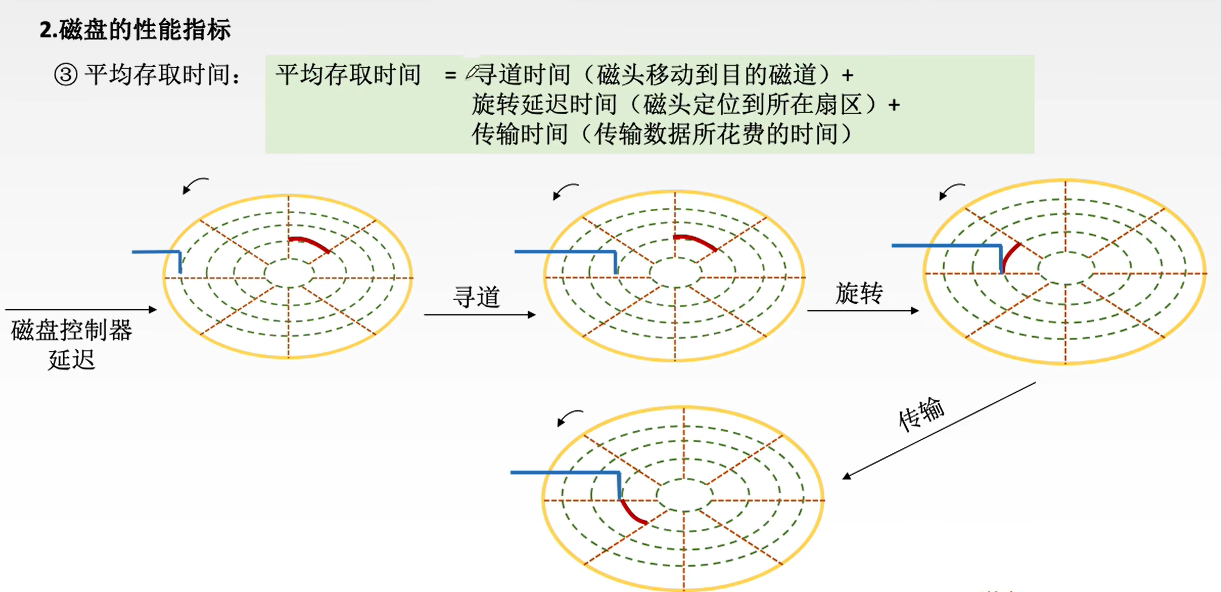 2.磁盘的性能指标
③ 平均存取时间： 平均存取时间 = 寻道时间（磁头移动到目的磁道）+
旋转延迟时间（磁头定位到所在扇区）+
传输时间（传输数据所花费的时间）
磁盘控制器
延迟
寻道
旋转
传输